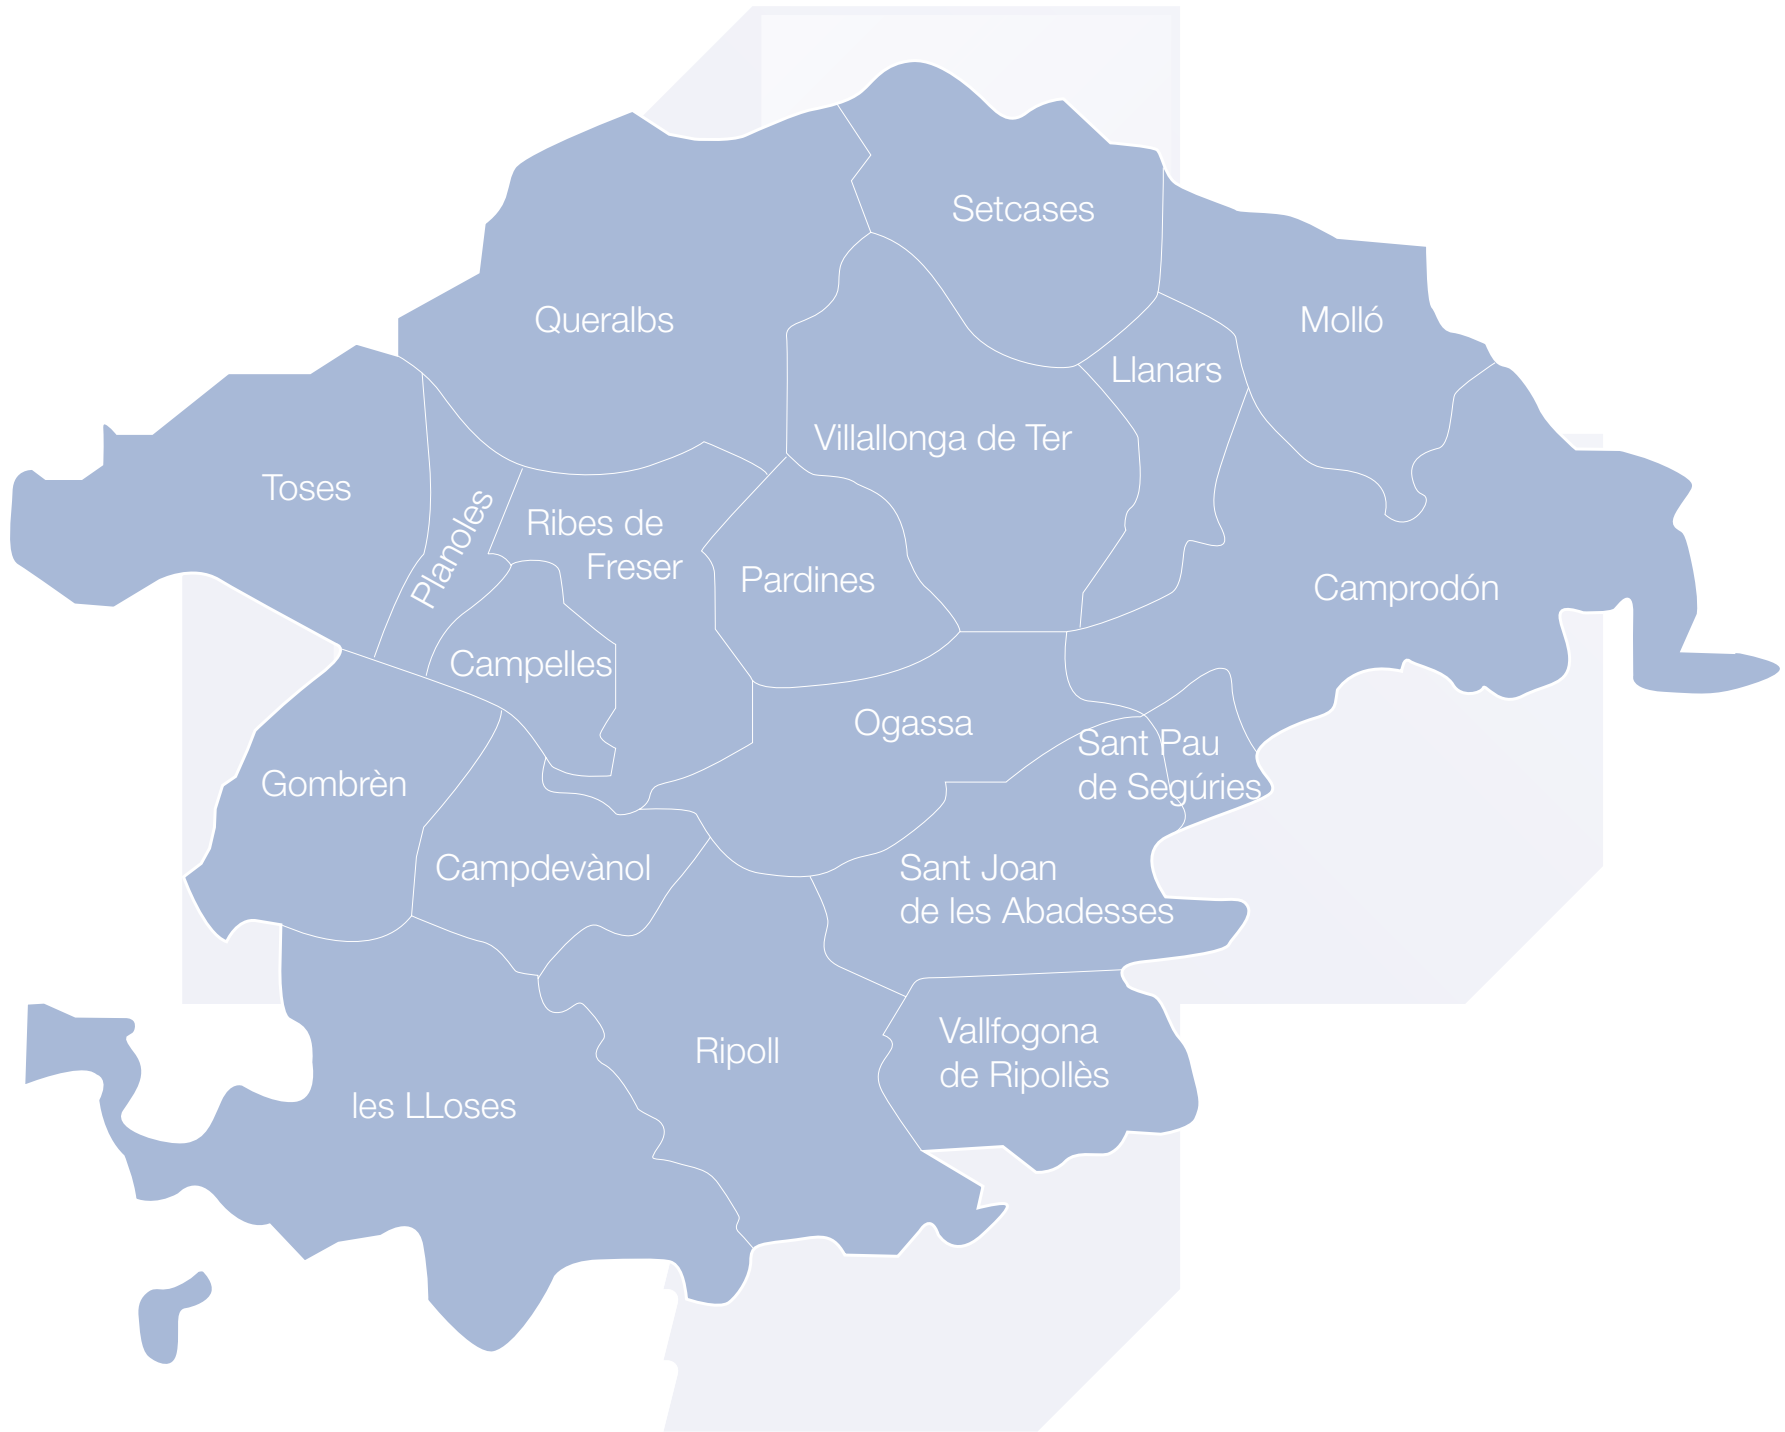 Setcases
Queralbs
Molló
Llanars
Villallonga de Ter
Toses
Planoles
Ribes de
Freser
Pardines
Camprodón
Campelles
Ogassa
Sant Pau
de Segúries
Gombrèn
Campdevànol
Sant Joan
de les Abadesses
Vallfogona
de Ripollès
Ripoll
les LLoses